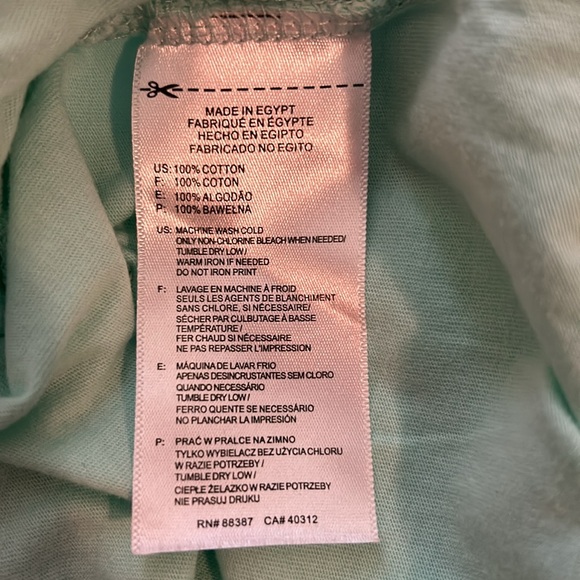 MADE IN EGYPT
FABRIQUÉ EN ÉGYPTE
HECHO EN EGIPTO
FABRICADO NO EGITO
US: 100% COTTON
F: 100% COTON
E: 100% ALGODÃO
P: 100% BAWEŁNA
US: MACHINE WASH COLD
ONLY NON-CHLORINE BLEACH WHEN NEEDED/
TUMBLE DRY LOW /
WARM IRON IF NEEDED
DO NOT IRON PRINT
F: LAVAGE EN MACHINE À FROID
SEULS LES AGENTS DE BLANCHIMENT
SANS CHLORE, SI NÉCESSAIRE/
SÉCHER PAR CULBUTAGE À BASSE
TEMPÉRATURE /
FER CHAUD SI NÉCESSAIRE
NE PAS REPASSER L'IMPRESSION
E: MÁQUINA DE LAVAR FRIO
APENAS DESINCRUSTANTES SEM CLORO
QUANDO NECESSÁRIO
TUMBLE DRY LOW /
FERRO QUENTE SE NECESSÁRIO
NO PLANCHAR LA IMPRESIÓN
P: PRAĆ W PRALCE NA ZIMNO
TYLKO WYBIELACZ BEZ UŻYCIA CHLORU
W RAZIE POTRZEBY /
TUMBLE DRY LOW /
CIEPŁE ŻELAZKO W RAZIE POTRZEBY
NIE PRASUJ DRUKU
RN# 88387 CA# 40312